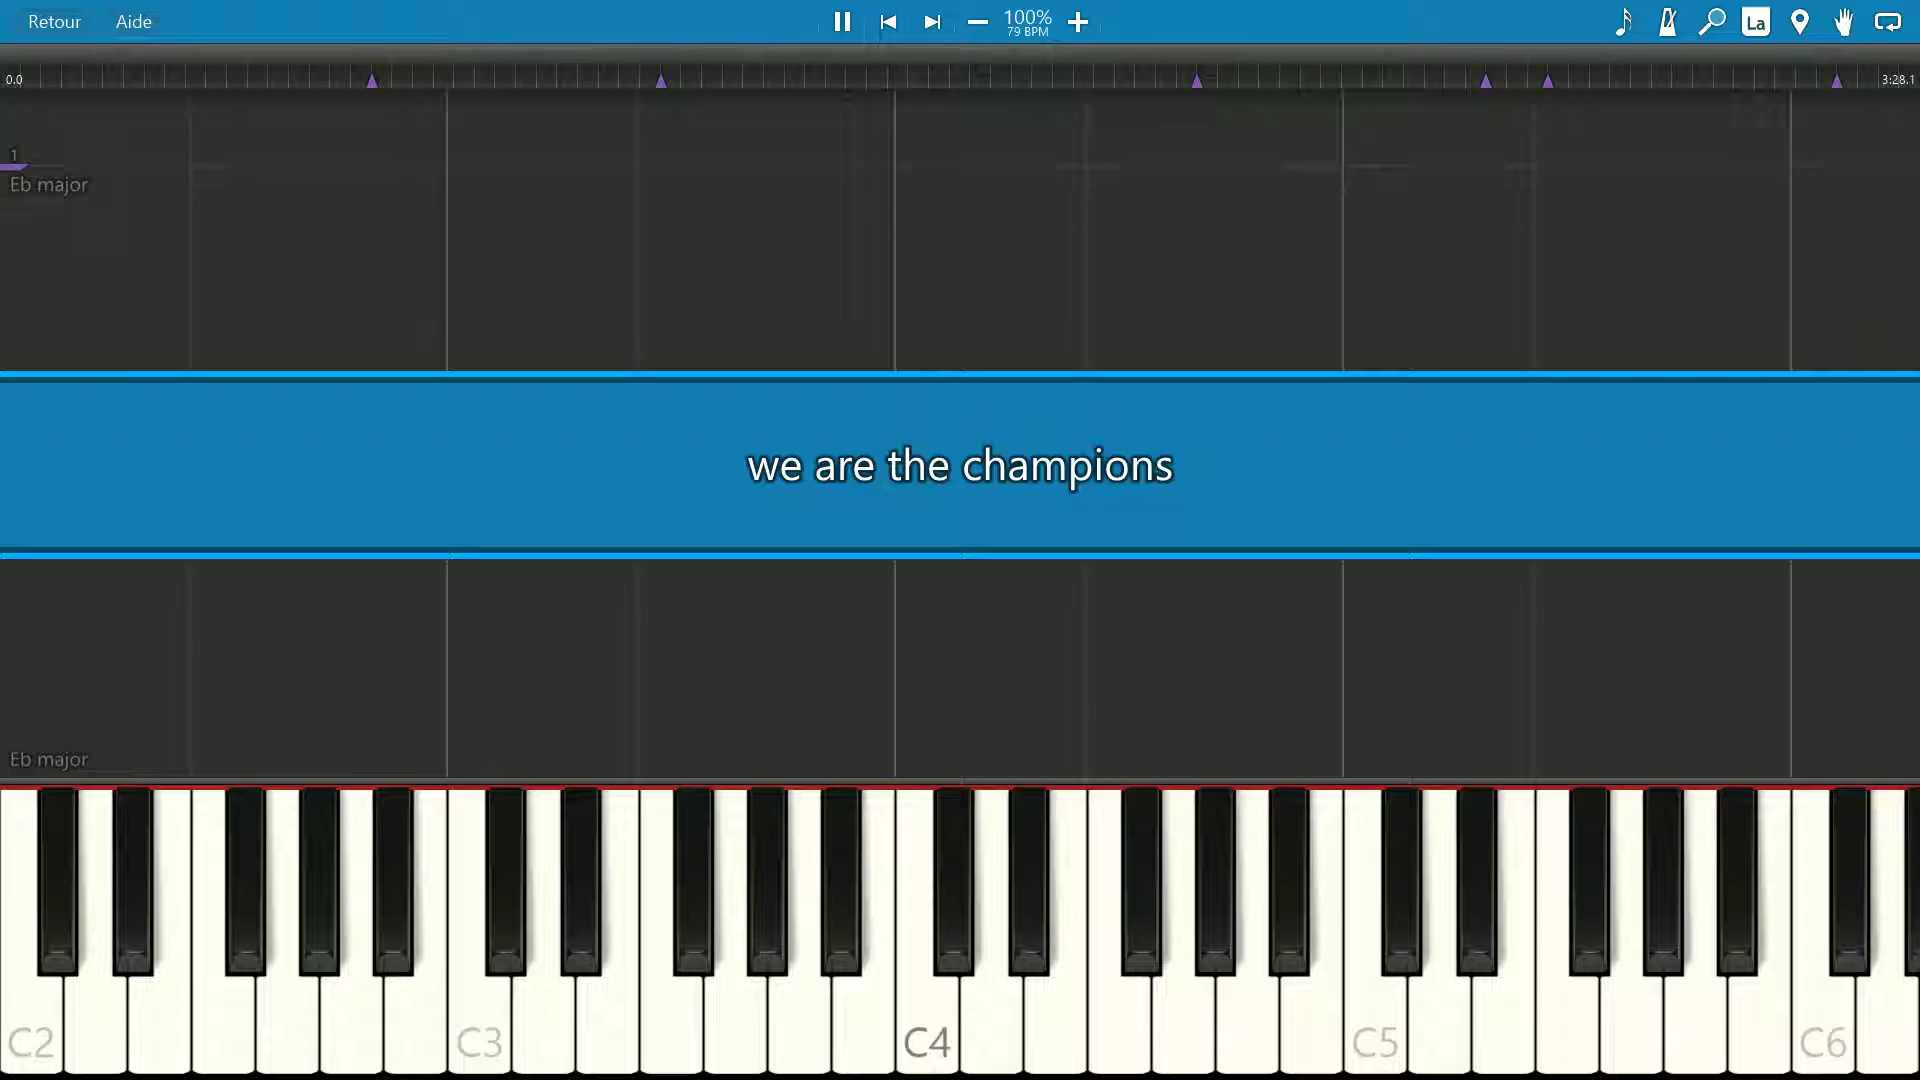 Retour Aide 100%
79 BPM
La
0.0 3:28.1
1
Eb major
we are the champions
Eb major
C2 C3 C4 C5 C6